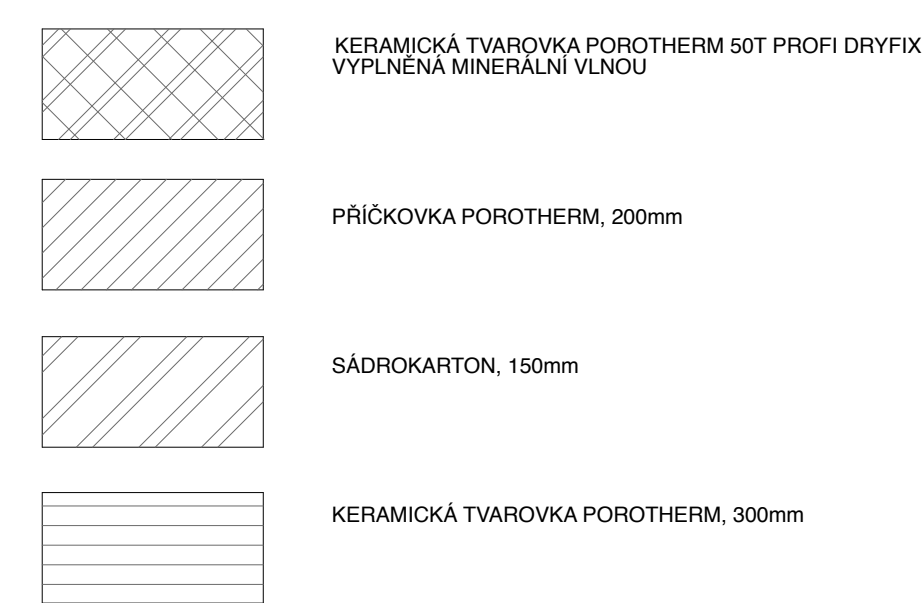 KERAMICKÁ TVAROVKA POROTHERM 50T PROFI DRYFIX
VYPLNĚNÁ MINERÁLNÍ VLNOU
PŘÍČKOVKA POROTHERM, 200mm
SÁDROKARTON, 150mm
KERAMICKÁ TVAROVKA POROTHERM, 300mm